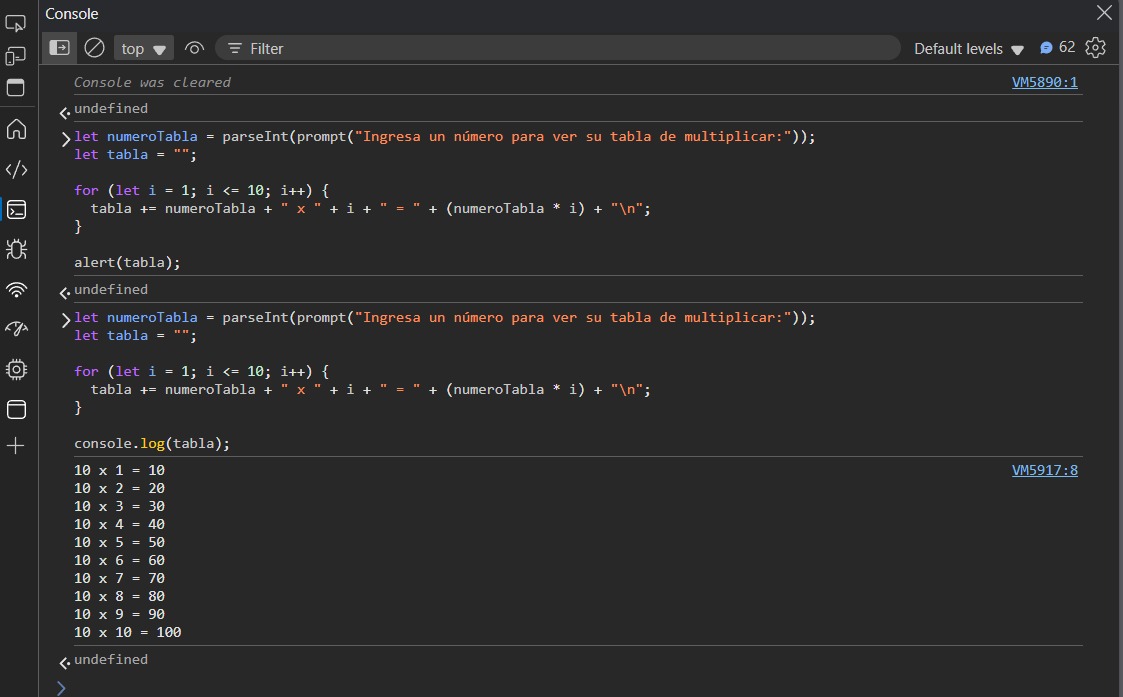 Console
top
Filter
Default levels
62
Console was cleared
VM5890:1
undefined
let numeroTabla = parseInt(prompt("Ingresa un número para ver su tabla de multiplicar:"));
let tabla = "";
for (let i = 1; i <= 10; i++) {
  tabla += numeroTabla + " x " + i + " = " + (numeroTabla * i) + "\n";
}
alert(tabla);
undefined
let numeroTabla = parseInt(prompt("Ingresa un número para ver su tabla de multiplicar:"));
let tabla = "";
for (let i = 1; i <= 10; i++) {
  tabla += numeroTabla + " x " + i + " = " + (numeroTabla * i) + "\n";
}
console.log(tabla);
10 x 1 = 10
VM5917:8
10 x 2 = 20
10 x 3 = 30
10 x 4 = 40
10 x 5 = 50
10 x 6 = 60
10 x 7 = 70
10 x 8 = 80
10 x 9 = 90
10 x 10 = 100
undefined